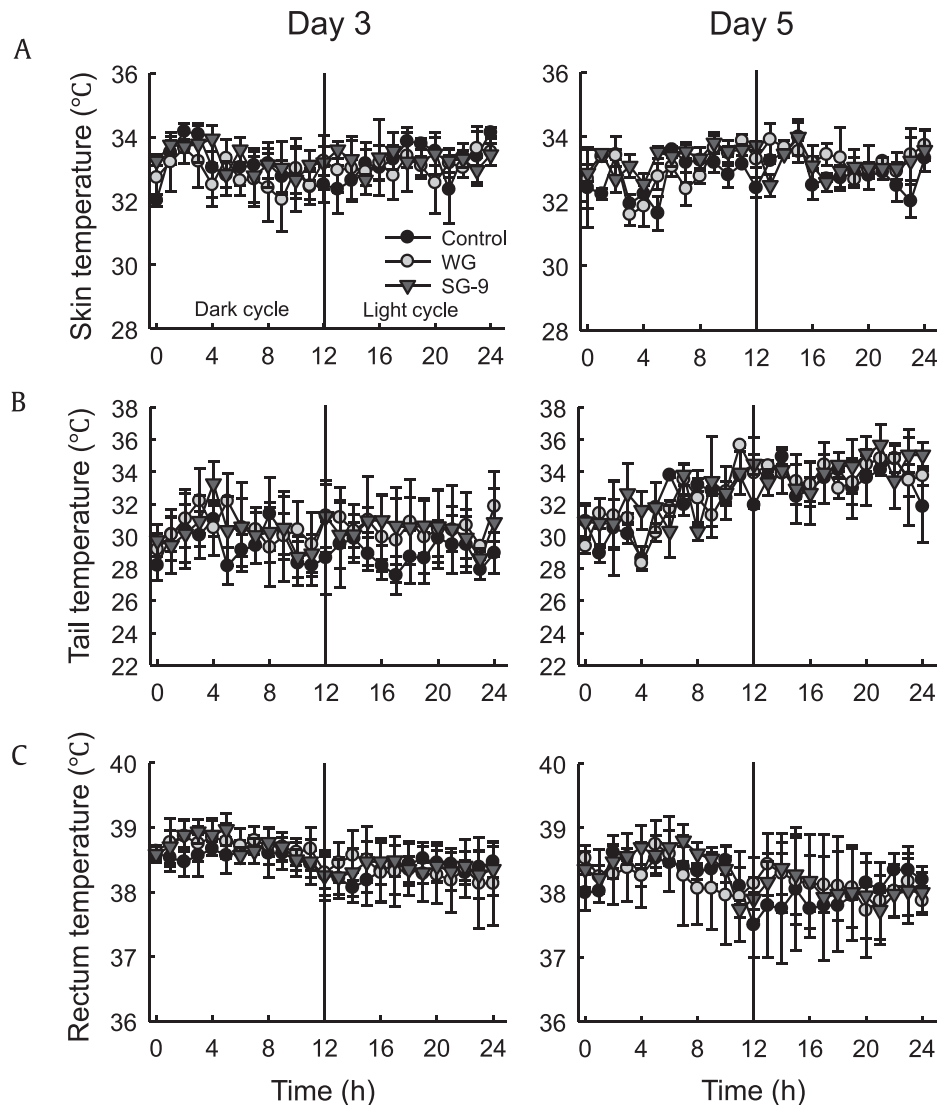 Day 3
Day 5
A
Skin temperature (°C)
36
34
32
30
28
Control
WG
SG-9
Dark cycle
Light cycle
0 4 8 12 16 20 24
36
34
32
30
28
0 4 8 12 16 20 24
B
Tail temperature (°C)
38
36
34
32
30
28
26
24
22
0 4 8 12 16 20 24
38
36
34
32
30
28
26
24
22
0 4 8 12 16 20 24
C
Rectum temperature (°C)
40
39
38
37
36
0 4 8 12 16 20 24
Time (h)
40
39
38
37
36
0 4 8 12 16 20 24
Time (h)